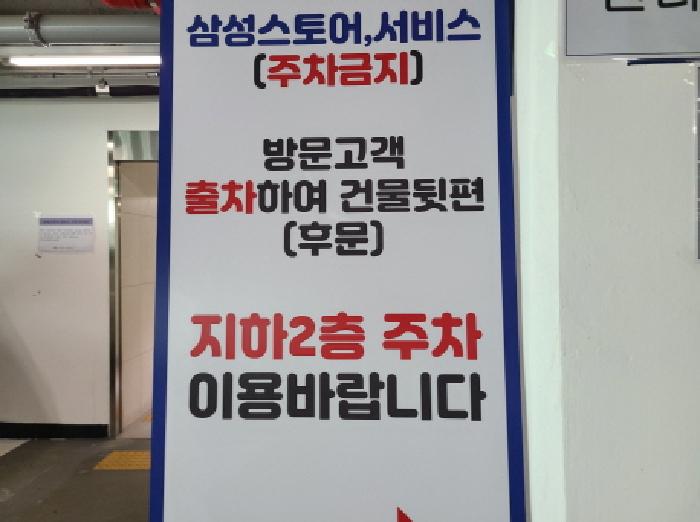 삼성스토어,서비스
(주차금지)
방문고객
출차하여 건물뒷편
(후문)
지하2층 주차
이용바랍니다